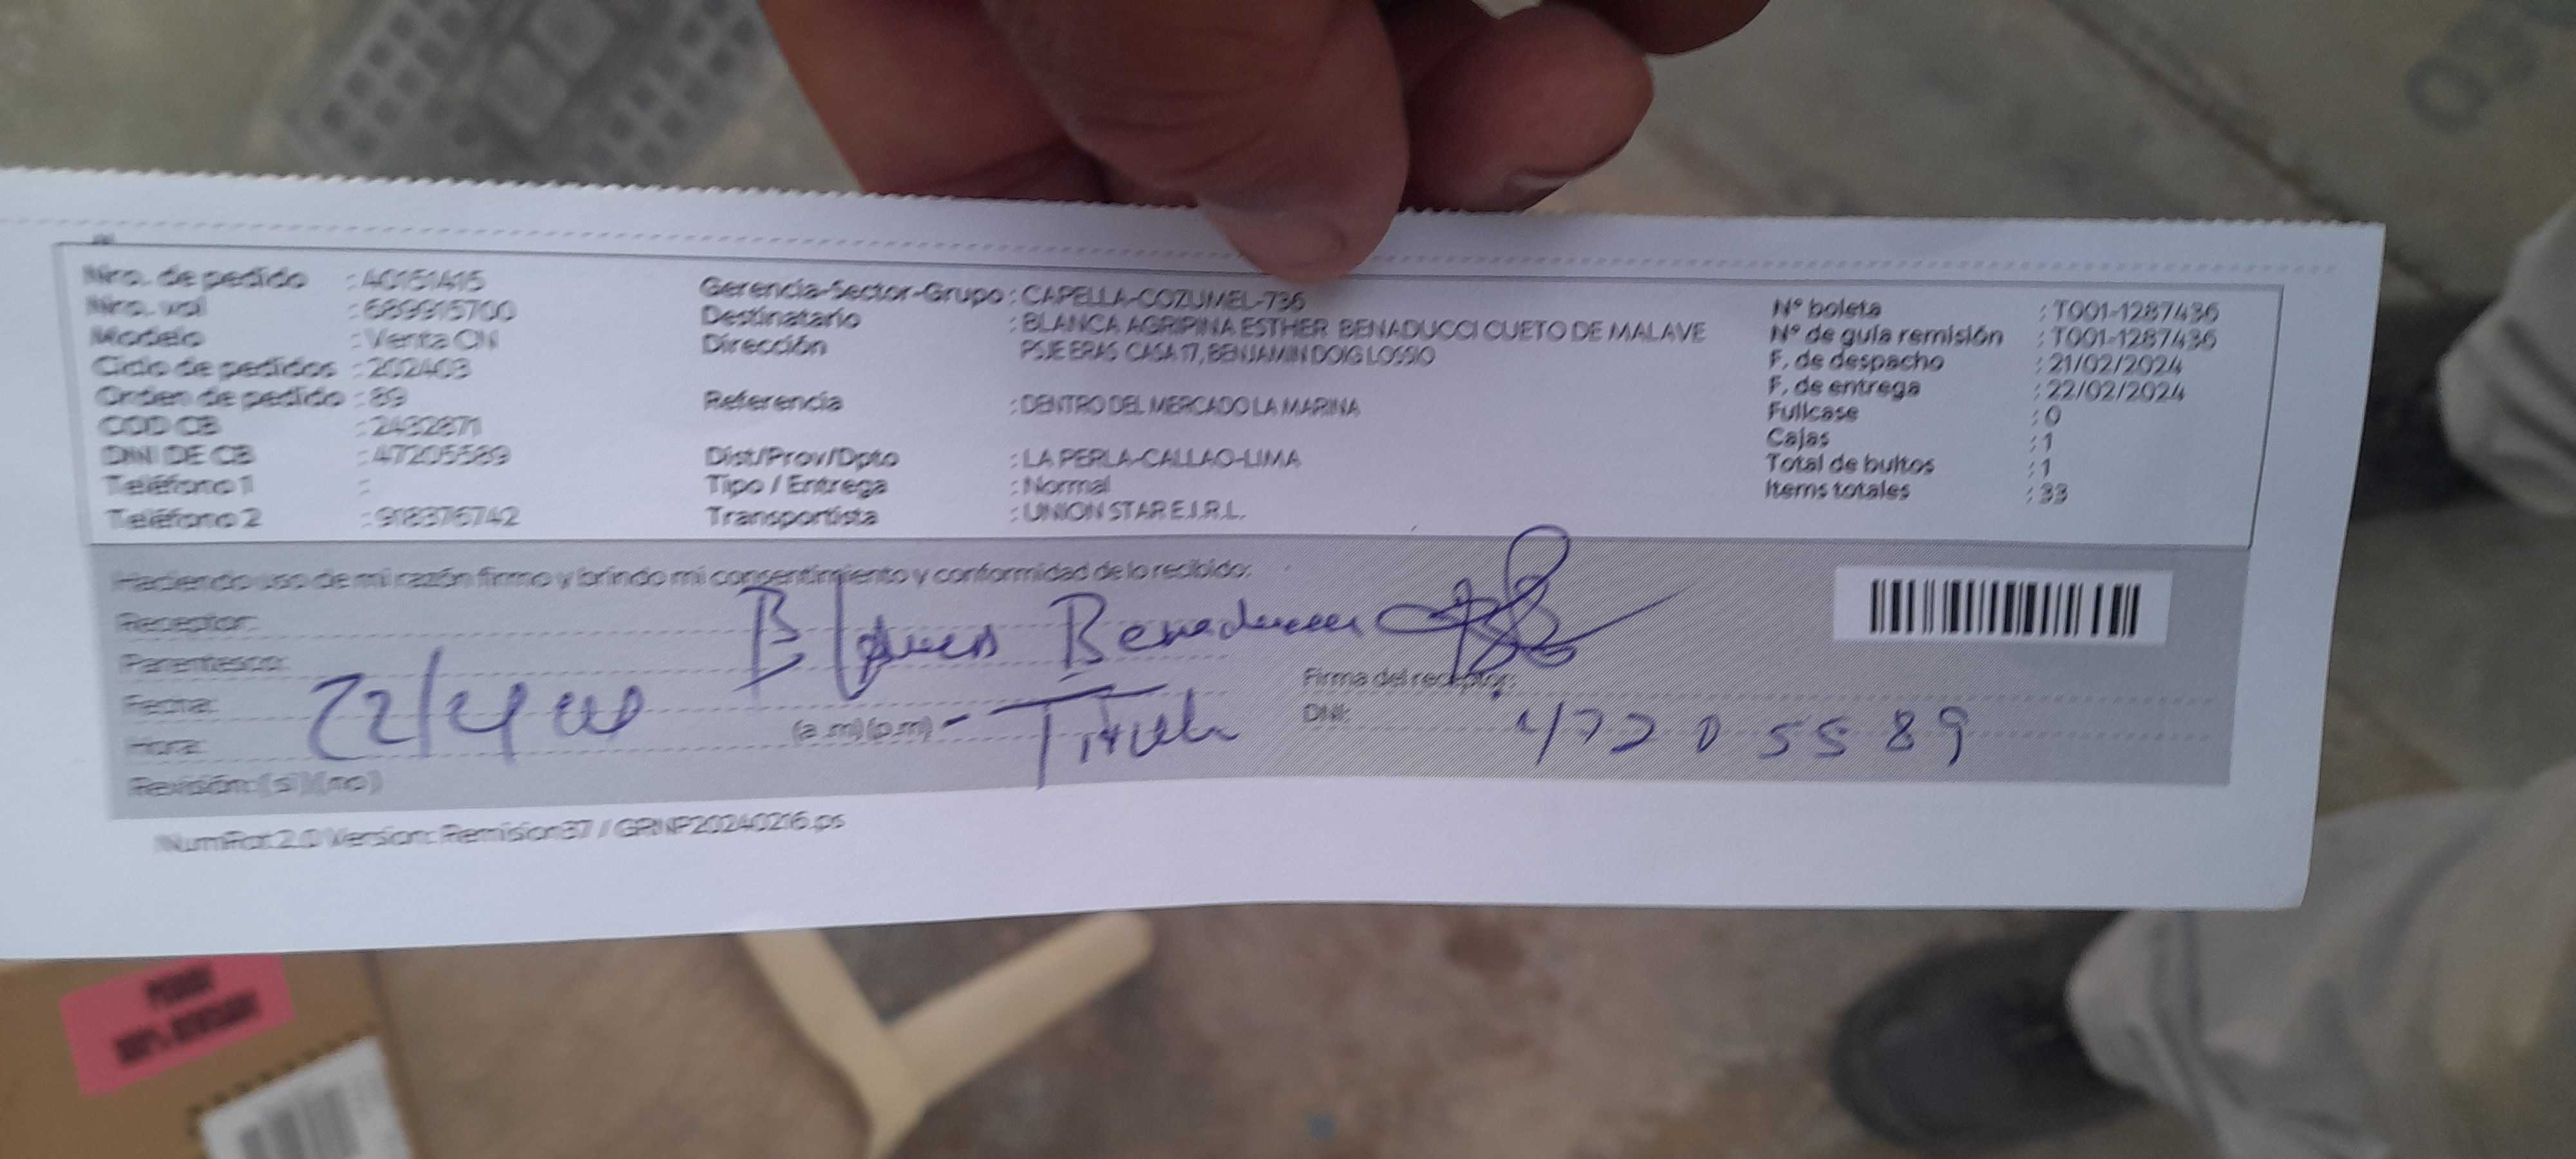 Nro. de pedido : 40151415
Nro. vol : 689915700
Modelo : Venta CN
Ciclo de pedidos : 202403
Orden de pedido : 89
COD CB : 2432871
DNI DE CB : 47205589
Teléfono 1 :
Teléfono 2 : 918376742
Gerencia-Sector-Grupo : CAPELLA-COZUMEL-736
Destinatario : BLANCA AGRIPINA ESTHER BENADUCCI CUETO DE MALAVE
Dirección PSJE ERAS CASA 17, BENJAMIN DOIG LOSSIO
Referencia : DENTRO DEL MERCADO LA MARINA
Dist/Prov/Dpto : LA PERLA-CALLAO-LIMA
Tipo / Entrega : Normal
Transportista : UNION STAR E.I.R.L.
Nº boleta : T001-1287436
Nº de guía remisión : T001-1287436
F. de despacho : 21/02/2024
F. de entrega : 22/02/2024
Fullcase : 0
Cajas : 1
Total de bultos : 1
Items totales : 33
Haciendo uso de mi razón firmo y brindo mi consentimiento y conformidad de lo recibido:
Receptor: Blanca Benaducci
Parentesco:
Fecha:
Hora: (a.m) (p.m) - Titular
Revisión: (si) (no)
Firma del receptor:
DNI: 47205589
NumRot 2.0 Version: Remision37 / GRNP20240216.ps